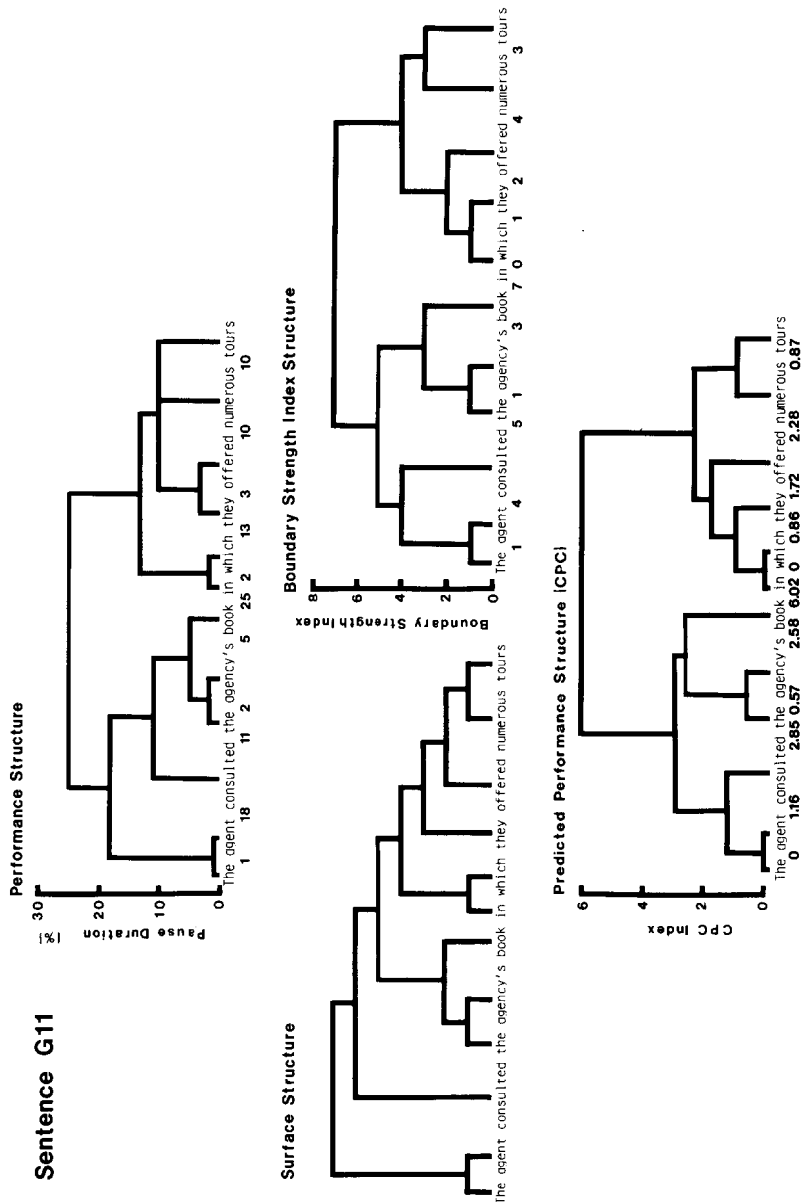 Sentence G11
Performance Structure
30
20
10
0
Pause Duration
(%)
The agent consulted the agency's book in which they offered numerous tours
1 18 11 2 5 25 2 13 3 10 10
Surface Structure
The agent consulted the agency's book in which they offered numerous tours
Boundary Strength Index Structure
8
6
4
2
0
Boundary Strength Index
The agent consulted the agency's book in which they offered numerous tours
1 4 5 1 3 7 0 1 2 4 3
Predicted Performance Structure (CPC)
6
4
2
0
CPC Index
The agent consulted the agency's book in which they offered numerous tours
0 1.16 2.85 0.57 2.58 6.02 0 0.86 1.72 2.28 0.87